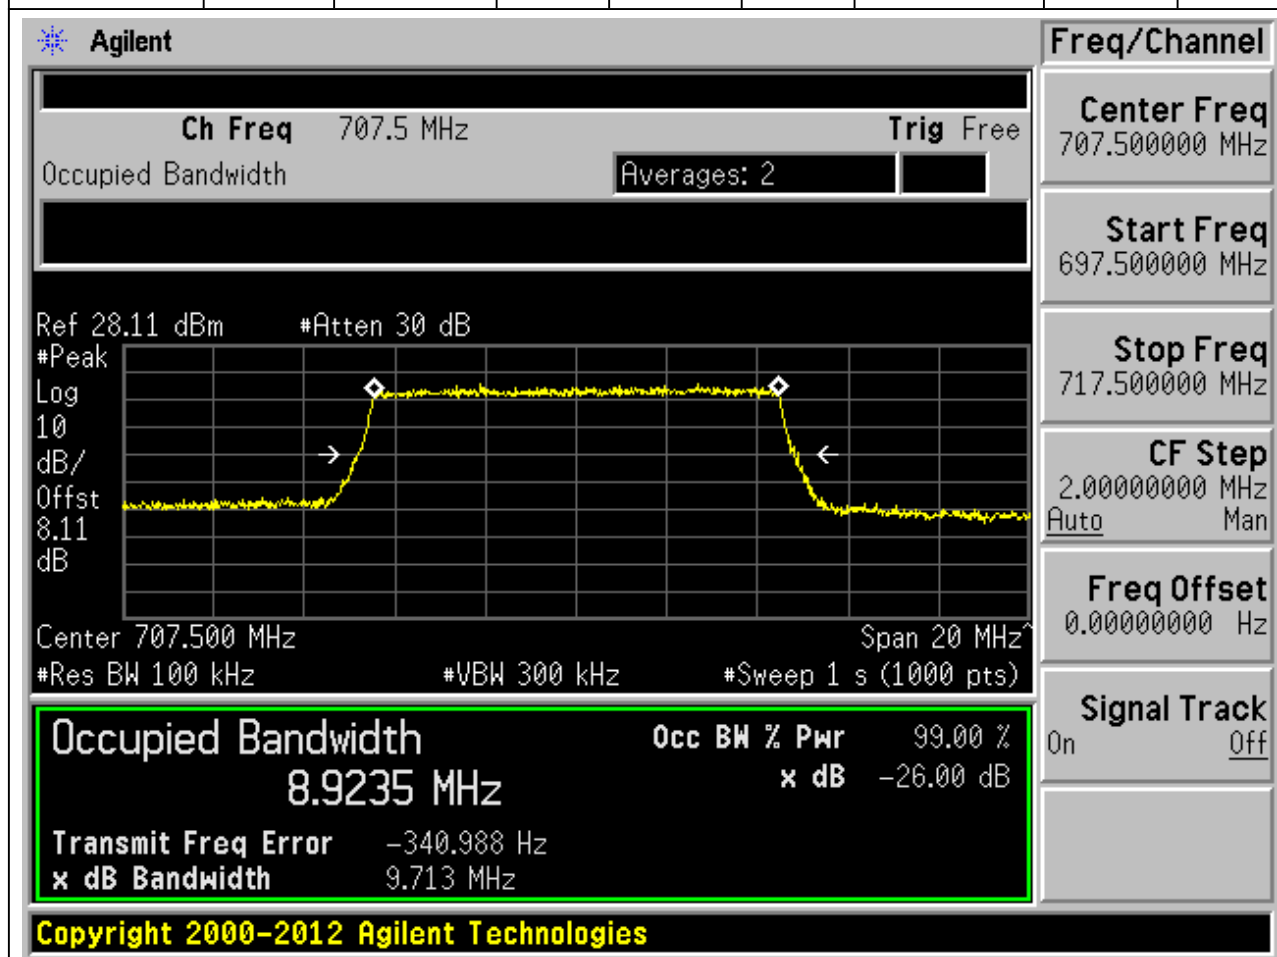 Agilent
Freq/Channel
Ch Freq 707.5 MHz Trig Free
Occupied Bandwidth Averages: 2
Center Freq
707.500000 MHz
Start Freq
697.500000 MHz
Stop Freq
717.500000 MHz
CF Step
2.00000000 MHz
Auto Man
Freq Offset
0.00000000 Hz
Signal Track
On Off
Ref 28.11 dBm #Atten 30 dB
#Peak
Log
10
dB/
Offst
8.11
dB
Center 707.500 MHz Span 20 MHz^
#Res BW 100 kHz #VBW 300 kHz #Sweep 1 s (1000 pts)
Occupied Bandwidth Occ BW % Pwr 99.00 %
8.9235 MHz x dB -26.00 dB
Transmit Freq Error -340.988 Hz
x dB Bandwidth 9.713 MHz
Copyright 2000-2012 Agilent Technologies